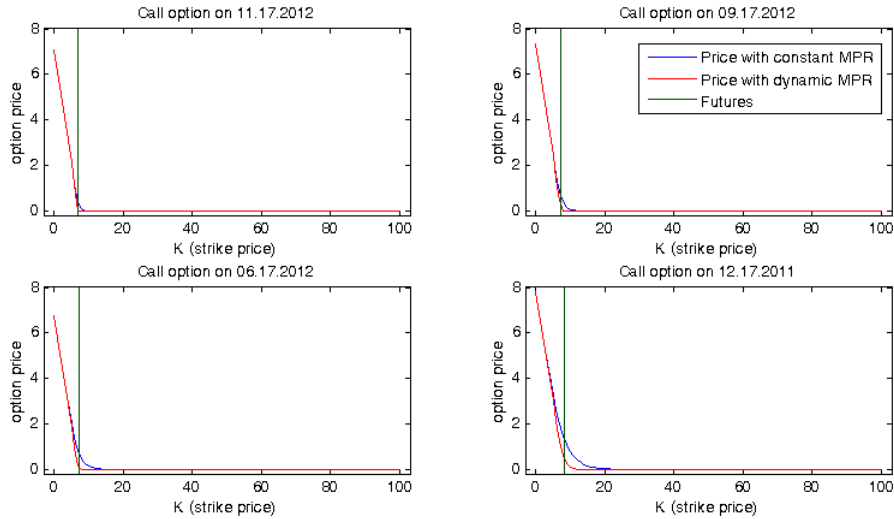 Call option on 11.17.2012
8
6
4
2
0
option price
0 20 40 60 80 100
K (strike price)
Call option on 09.17.2012
8
6
4
2
0
option price
Price with constant MPR
Price with dynamic MPR
Futures
0 20 40 60 80 100
K (strike price)
Call option on 06.17.2012
8
6
4
2
0
option price
0 20 40 60 80 100
K (strike price)
Call option on 12.17.2011
8
6
4
2
0
option price
0 20 40 60 80 100
K (strike price)